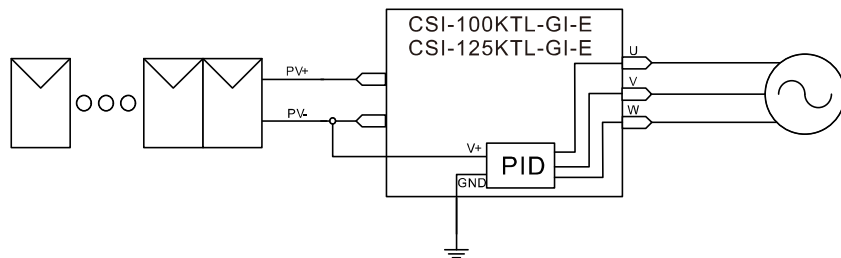 CSI-100KTL-GI-E
CSI-125KTL-GI-E
U
PV+
V
PV-
W
V+
PID
GND